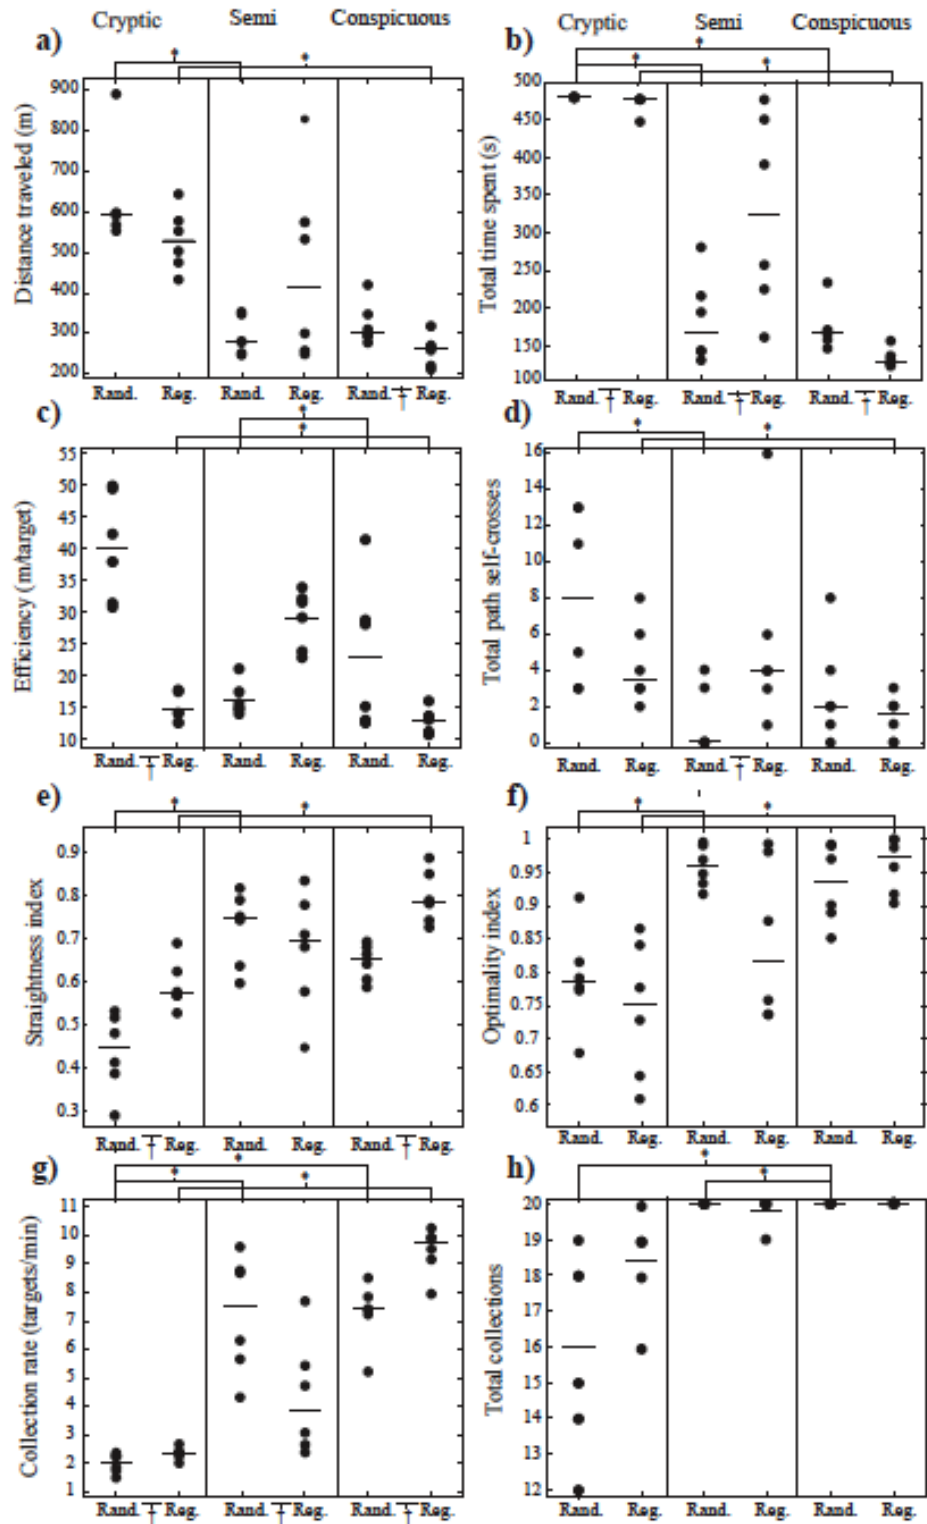 Cryptic Semi Conspicuous
Cryptic Semi Conspicuous
a)
* *
Distance traveled (m)
900
800
700
600
500
400
300
200
Rand. Reg. Rand. Reg. Rand. † Reg.
b)
* * *
Total time spent (s)
500
450
400
350
300
250
200
150
100
Rand. † Reg. Rand. † Reg. Rand. † Reg.
c)
* *
Efficiency (m/target)
55
50
45
40
35
30
25
20
15
10
Rand. † Reg. Rand. Reg. Rand. Reg.
d)
* *
Total path self-crosses
16
14
12
10
8
6
4
2
0
Rand. Reg. Rand. † Reg. Rand. Reg.
e)
* *
Straightness index
0.9
0.8
0.7
0.6
0.5
0.4
0.3
Rand. † Reg. Rand. Reg. Rand. † Reg.
f)
* *
Optimality index
1
0.95
0.9
0.85
0.8
0.75
0.7
0.65
0.6
Rand. Reg. Rand. Reg. Rand. Reg.
g)
* * *
Collection rate (targets/min)
11
10
9
8
7
6
5
4
3
2
1
Rand. † Reg. Rand. † Reg. Rand. † Reg.
h)
* *
Total collections
20
19
18
17
16
15
14
13
12
Rand. Reg. Rand. Reg. Rand. Reg.